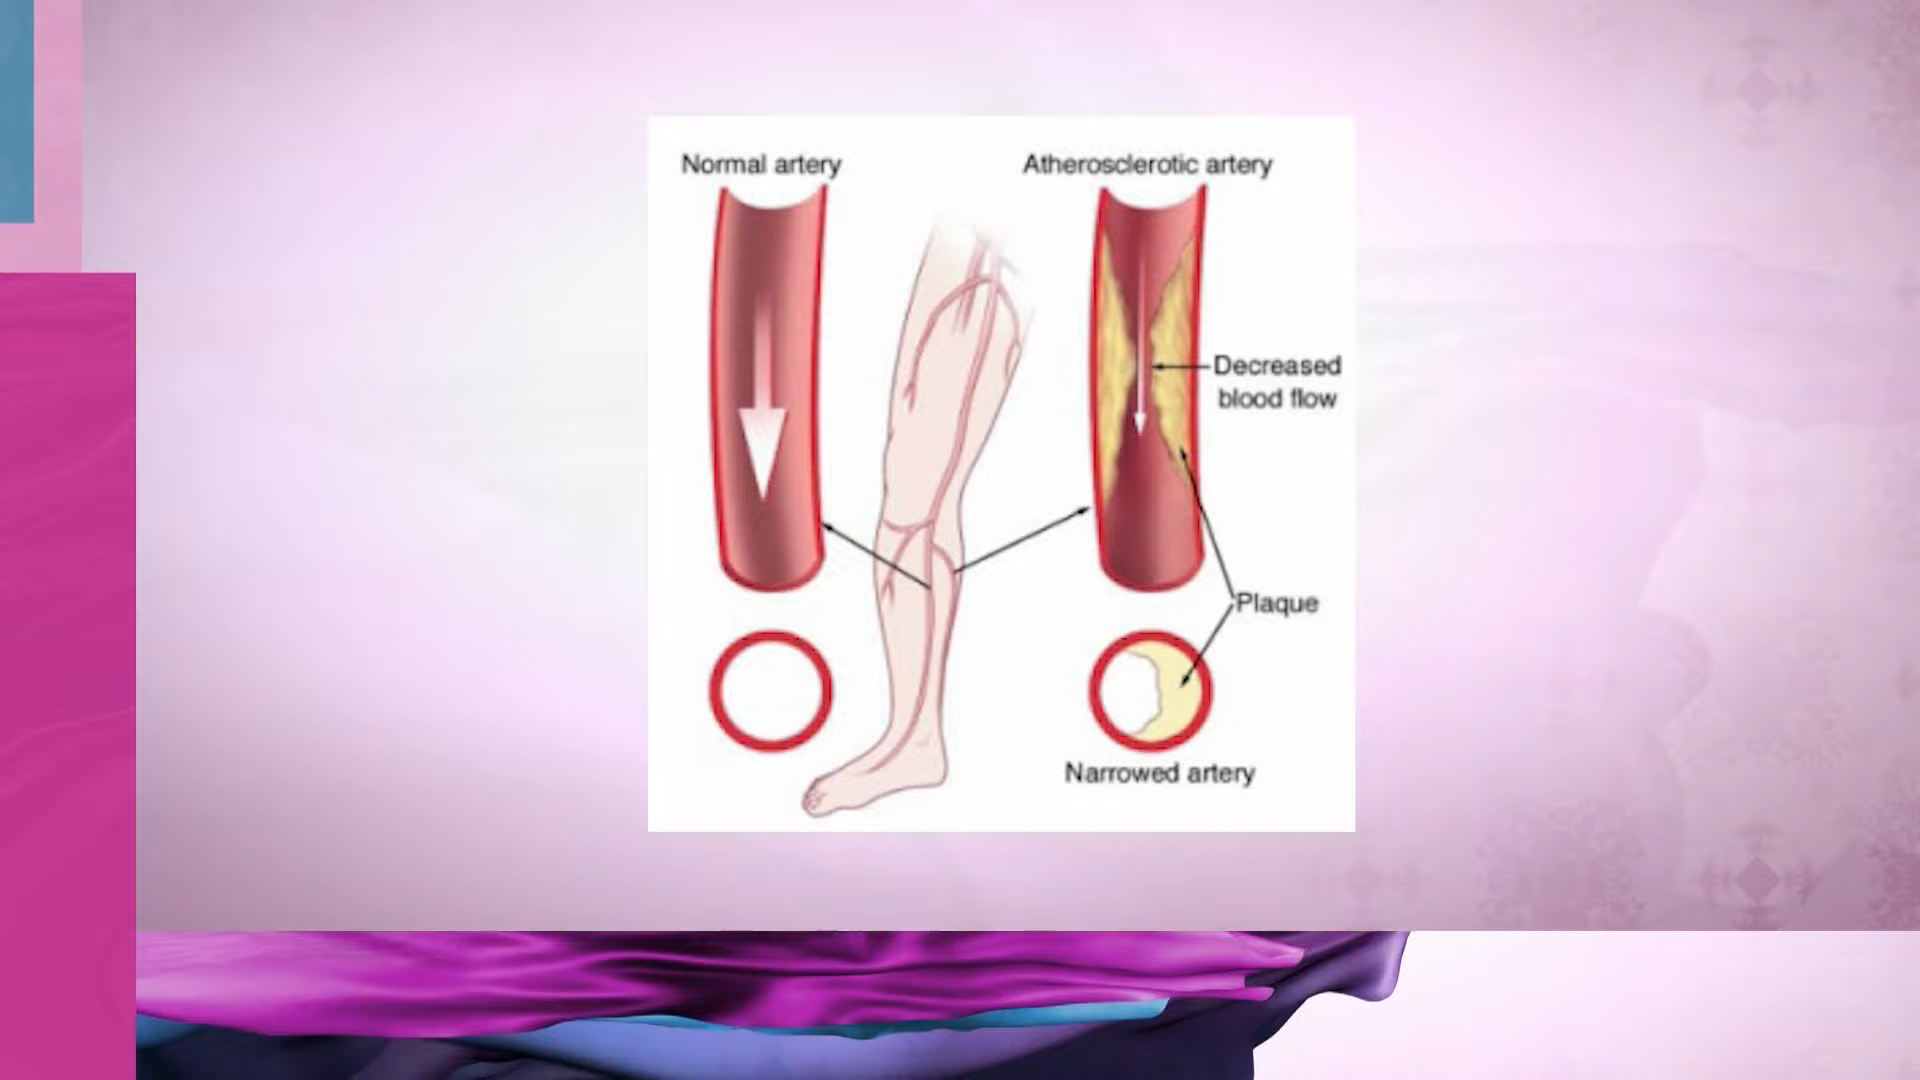 Normal artery
Atherosclerotic artery
Decreased
blood flow
Plaque
Narrowed artery